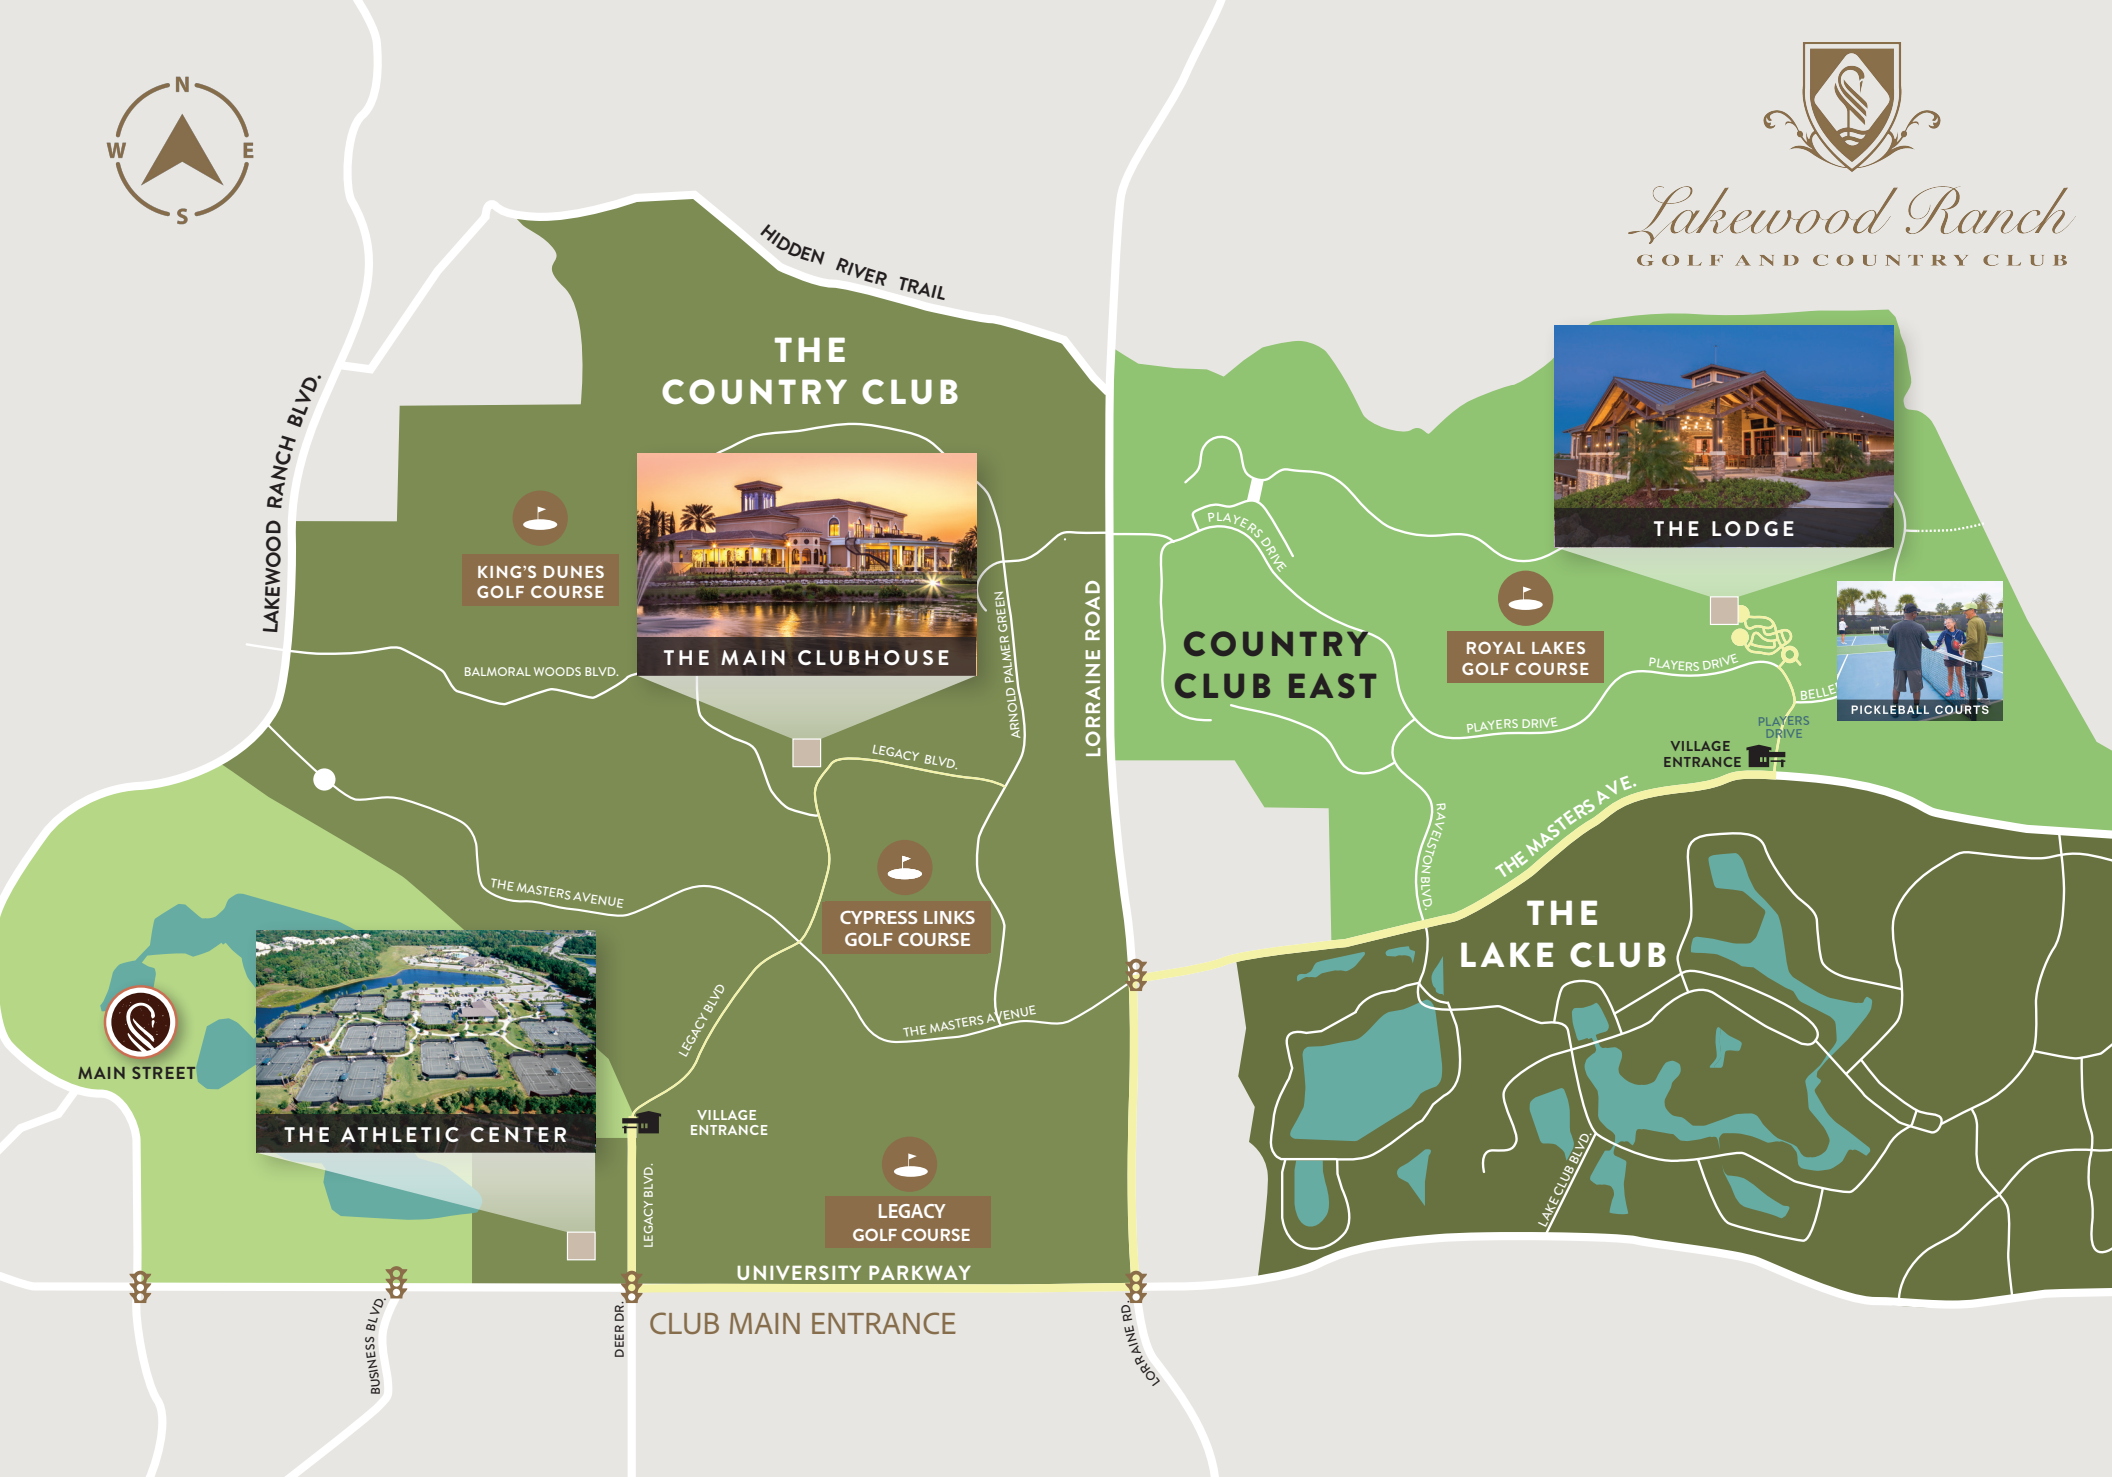 N
W
E
S
Lakewood Ranch
GOLF AND COUNTRY CLUB
HIDDEN RIVER TRAIL
THE
COUNTRY CLUB
LAKEWOOD RANCH BLVD.
KING'S DUNES
GOLF COURSE
THE MAIN CLUBHOUSE
BALMORAL WOODS BLVD.
ARNOLD PALMER GREEN
LORRAINE ROAD
LEGACY BLVD.
PLAYERS DRIVE
COUNTRY
CLUB EAST
THE LODGE
ROYAL LAKES
GOLF COURSE
PLAYERS DRIVE
PLAYERS DRIVE
PICKLEBALL COURTS
PLAYERS
DRIVE
VILLAGE
ENTRANCE
THE MASTERS AVE.
RAVELSTON BLVD.
THE
LAKE CLUB
LAKE CLUB BLVD.
THE MASTERS AVENUE
CYPRESS LINKS
GOLF COURSE
LEGACY BLVD
THE MASTERS AVENUE
MAIN STREET
THE ATHLETIC CENTER
VILLAGE
ENTRANCE
LEGACY BLVD.
LEGACY
GOLF COURSE
UNIVERSITY PARKWAY
CLUB MAIN ENTRANCE
BUSINESS BLVD.
DEER DR.
LORRAINE RD.